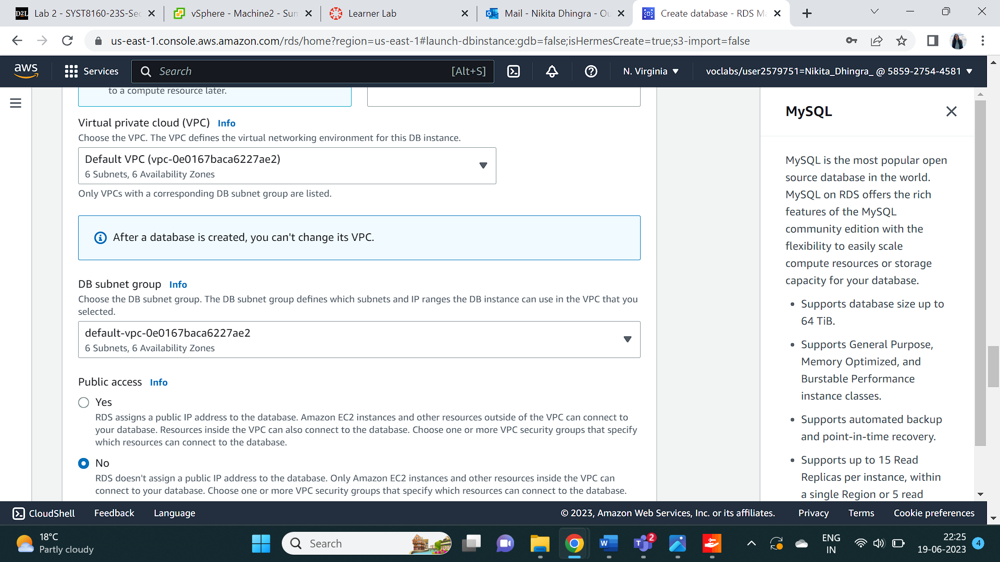 D2L Lab 2 - SYST8160-23S-Sec
vSphere - Machine2 - Sum
Learner Lab
Mail - Nikita Dhingra - Ou
Create database - RDS Ma
us-east-1.console.aws.amazon.com/rds/home?region=us-east-1#launch-dbinstance:gdb=false;isHermesCreate=true;s3-import=false
aws
Services
Search
[Alt+S]
N. Virginia
voclabs/user2579751=Nikita_Dhingra_ @ 5859-2754-4581
to a compute resource later.
Virtual private cloud (VPC) Info
Choose the VPC. The VPC defines the virtual networking environment for this DB instance.
Default VPC (vpc-0e0167baca6227ae2)
6 Subnets, 6 Availability Zones
Only VPCs with a corresponding DB subnet group are listed.
After a database is created, you can't change its VPC.
DB subnet group Info
Choose the DB subnet group. The DB subnet group defines which subnets and IP ranges the DB instance can use in the VPC that you
selected.
default-vpc-0e0167baca6227ae2
6 Subnets, 6 Availability Zones
Public access Info
Yes
RDS assigns a public IP address to the database. Amazon EC2 instances and other resources outside of the VPC can connect to
your database. Resources inside the VPC can also connect to the database. Choose one or more VPC security groups that specify
which resources can connect to the database.
No
RDS doesn't assign a public IP address to the database. Only Amazon EC2 instances and other resources inside the VPC can
connect to your database. Choose one or more VPC security groups that specify which resources can connect to the database.
MySQL
MySQL is the most popular open
source database in the world.
MySQL on RDS offers the rich
features of the MySQL
community edition with the
flexibility to easily scale
compute resources or storage
capacity for your database.
• Supports database size up to
64 TiB.
• Supports General Purpose,
Memory Optimized, and
Burstable Performance
instance classes.
• Supports automated backup
and point-in-time recovery.
• Supports up to 15 Read
Replicas per instance, within
a single Region or 5 read
CloudShell
Feedback
Language
© 2023, Amazon Web Services, Inc. or its affiliates.
Privacy
Terms
Cookie preferences
18°C
Partly cloudy
Search
W
T
2
ENG
IN
22:25
19-06-2023
4